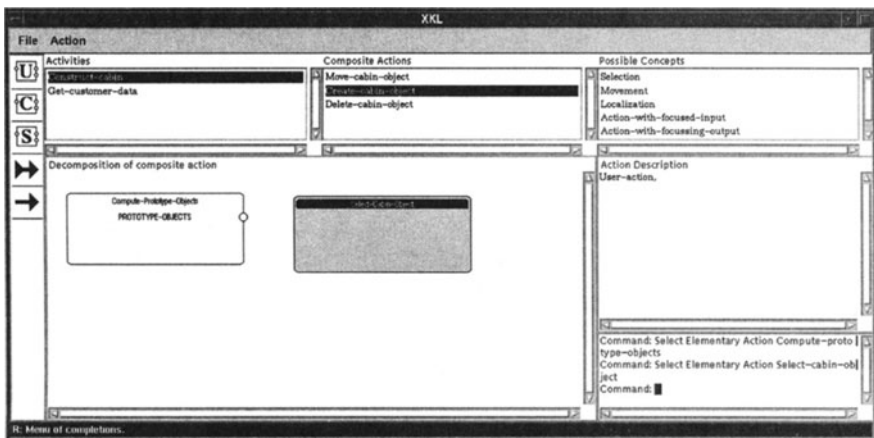 XKL
File Action
Activities
Construct-cabin
Get-customer-data
Composite Actions
Move-cabin-object
Create-cabin-object
Delete-cabin-object
Possible Concepts
Selection
Movement
Localization
Action-with-focused-input
Action-with-focussing-output
U
C
S
Decomposition of composite action
Compute-Prototype-Objects
PROTOTYPE-OBJECTS
Select-Cabin-Object
Action Description
User-action,
Command: Select Elementary Action Compute-proto
type-objects
Command: Select Elementary Action Select-cabin-ob
ject
Command:
R: Menu of completions.